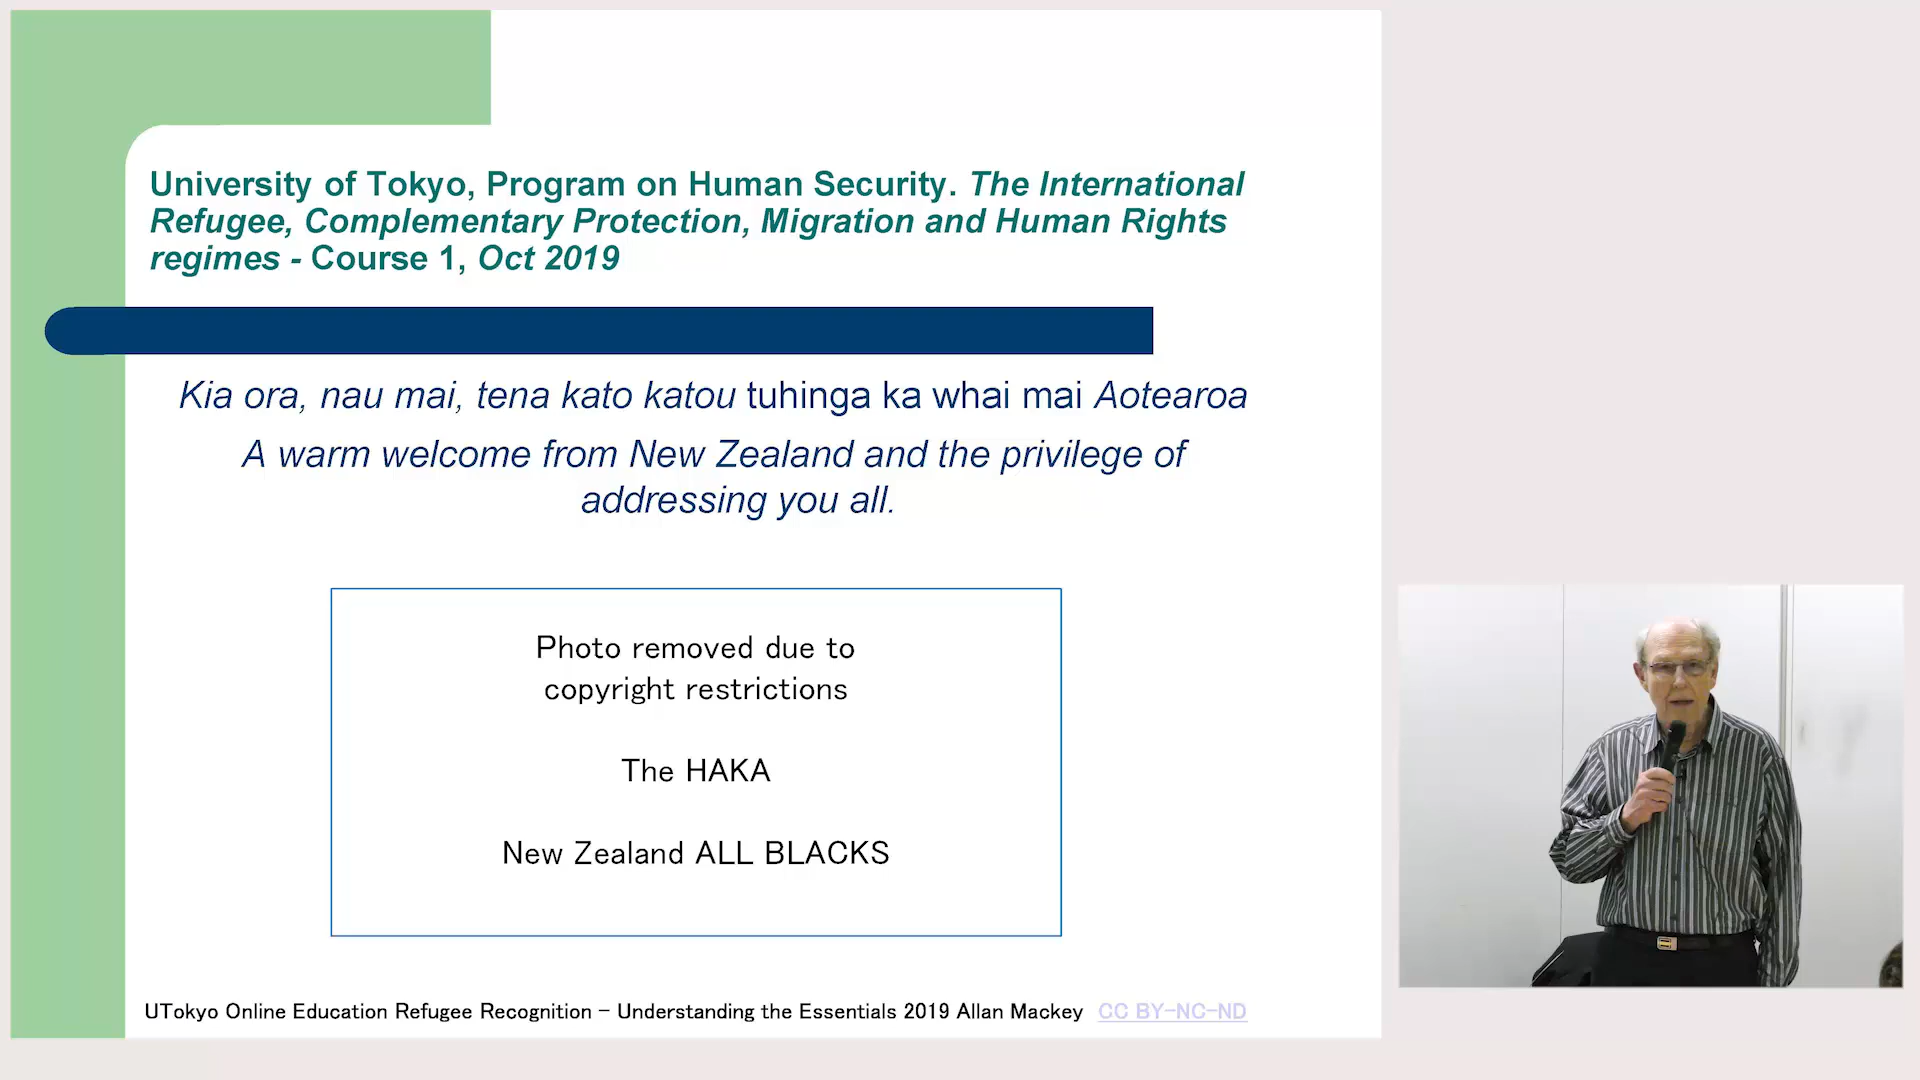 University of Tokyo, Program on Human Security. The International
Refugee, Complementary Protection, Migration and Human Rights
regimes - Course 1, Oct 2019
Kia ora, nau mai, tena kato katou tuhinga ka whai mai Aotearoa
A warm welcome from New Zealand and the privilege of
addressing you all.
Photo removed due to
copyright restrictions
The HAKA
New Zealand ALL BLACKS
UTokyo Online Education Refugee Recognition – Understanding the Essentials 2019 Allan Mackey CC BY-NC-ND